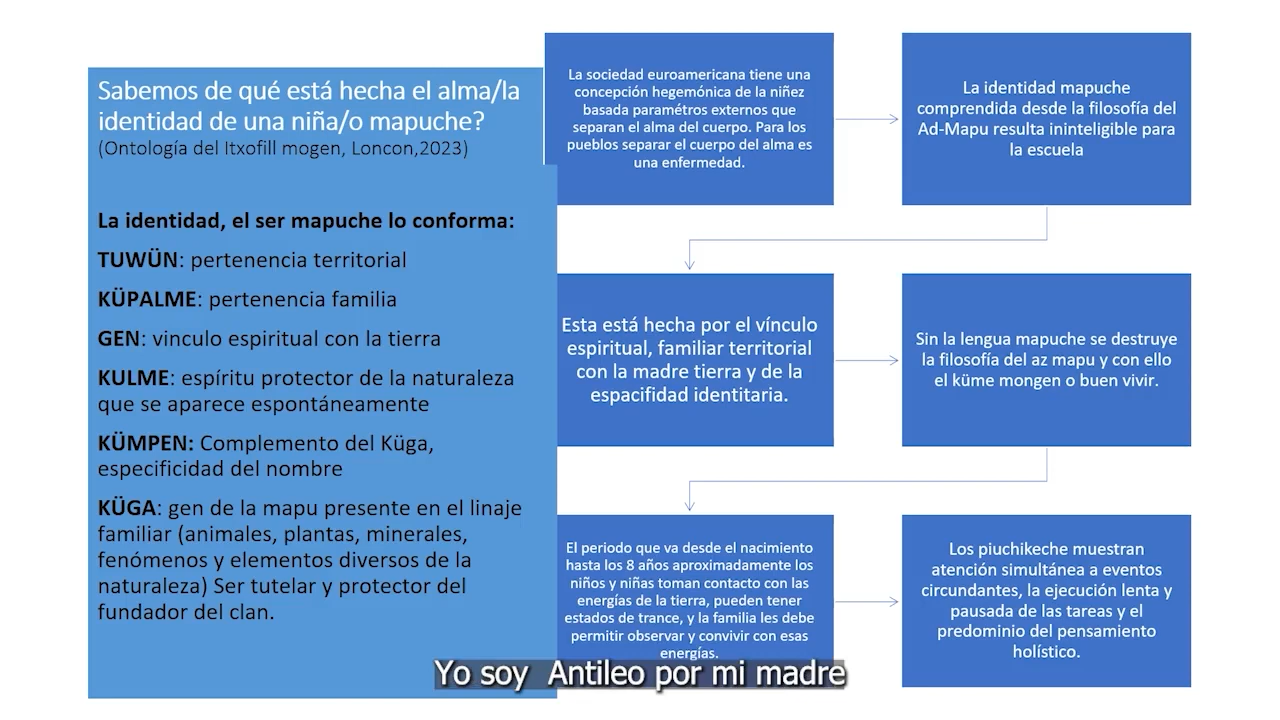 Sabemos de qué está hecha el alma/la
identidad de una niña/o mapuche?
(Ontología del Itxofill mogen, Loncon,2023)
La identidad, el ser mapuche lo conforma:
TUWÜN: pertenencia territorial
KÜPALME: pertenencia familia
GEN: vinculo espiritual con la tierra
KULME: espíritu protector de la naturaleza
que se aparece espontáneamente
KÜMPEN: Complemento del Küga,
especificidad del nombre
KÜGA: gen de la mapu presente en el linaje
familiar (animales, plantas, minerales,
fenómenos y elementos diversos de la
naturaleza) Ser tutelar y protector del
fundador del clan.
La sociedad euroamericana tiene una
concepción hegemónica de la niñez
basada paramétros externos que
separan el alma del cuerpo. Para los
pueblos separar el cuerpo del alma es
una enfermedad.
La identidad mapuche
comprendida desde la filosofía del
Ad-Mapu resulta ininteligible para
la escuela
Esta está hecha por el vínculo
espiritual, familiar territorial
con la madre tierra y de la
espacifidad identitaria.
Sin la lengua mapuche se destruye
la filosofía del az mapu y con ello
el küme mongen o buen vivir.
El periodo que va desde el nacimiento
hasta los 8 años aproximadamente los
niños y niñas toman contacto con las
energías de la tierra, pueden tener
estados de trance, y la familia les debe
permitir observar y convivir con esas
energías.
Los piuchikeche muestran
atención simultánea a eventos
circundantes, la ejecución lenta y
pausada de las tareas y el
predominio del pensamiento
holístico.
Yo soy  Antileo por mi madre